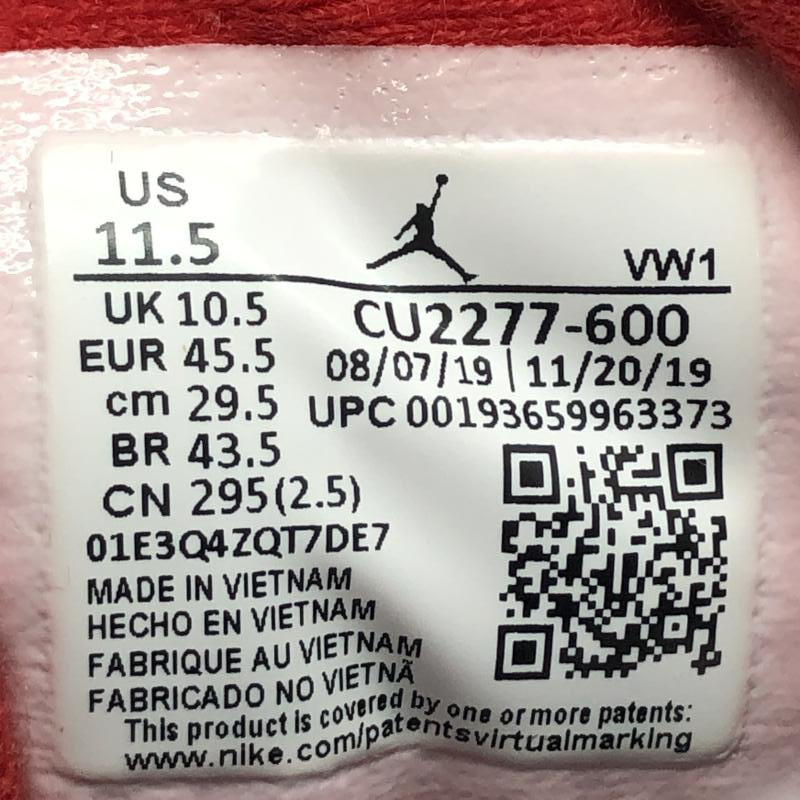 US
11.5
VW1
UK 10.5
CU2277-600
EUR 45.5
08/07/19 | 11/20/19
cm 29.5
UPC 00193659963373
BR 43.5
CN 295(2.5)
01E3Q4ZQT7DE7
MADE IN VIETNAM
HECHO EN VIETNAM
FABRIQUE AU VIETNAM
FABRICADO NO VIETNÃ
This product is covered by one or more patents:
www.nike.com/patentsvirtualmarking